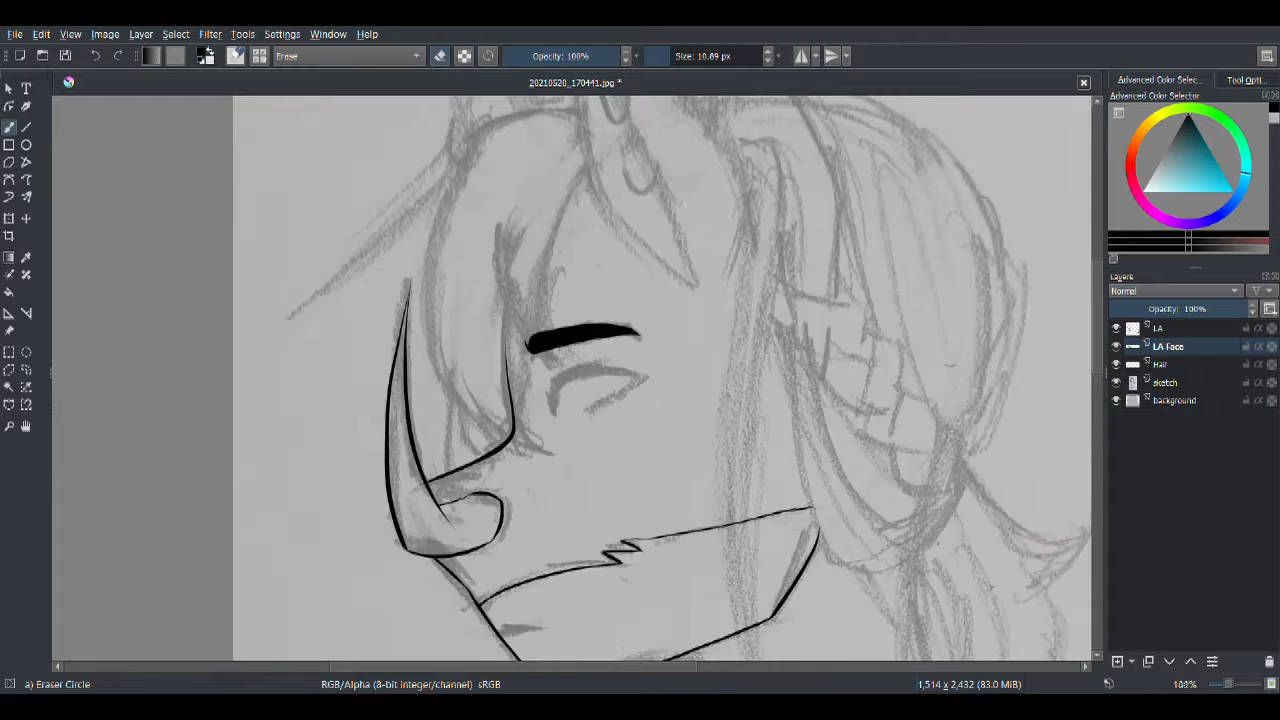 File Edit View Image Layer Select Filter Tools Settings Window Help
Erase Opacity: 100% Size: 10.69 px
20210520_170441.jpg *
Advanced Color Selec... Tool Opti...
Advanced Color Selector
Layers
Normal
Opacity: 100%
LA
LA Face
Hair
sketch
background
a) Eraser Circle RGB/Alpha (8-bit integer/channel) sRGB 1,514 x 2,432 (83.0 MiB) 100%